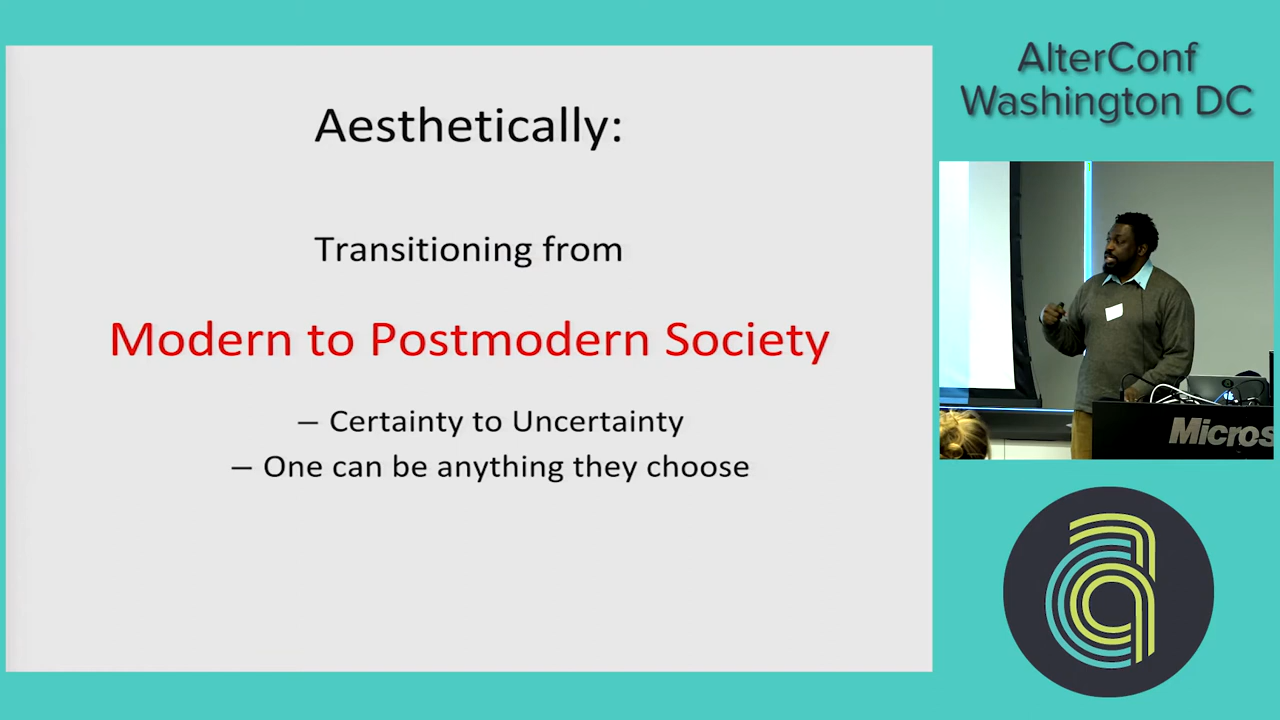 Aesthetically:
Transitioning from
Modern to Postmodern Society
– Certainty to Uncertainty
– One can be anything they choose
AlterConf
Washington DC
Micros